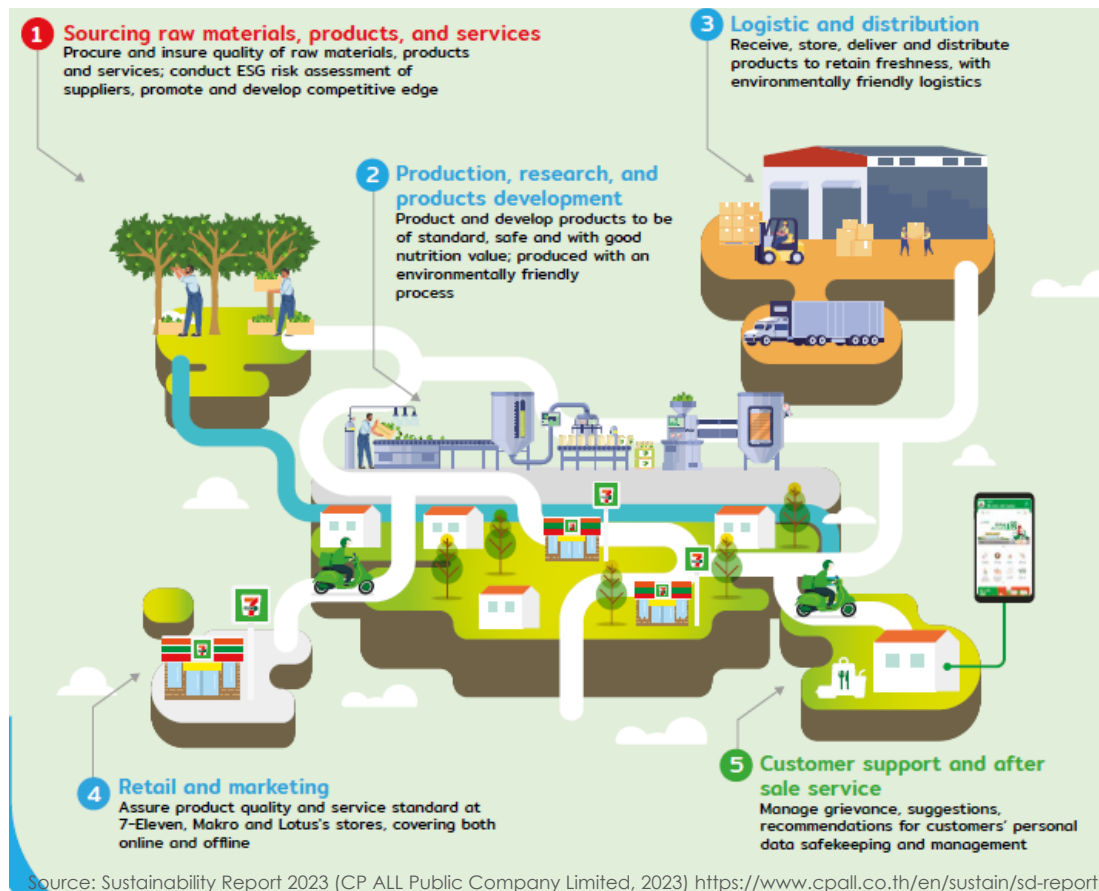 1 Sourcing raw materials, products, and services
Procure and insure quality of raw materials, products
and services; conduct ESG risk assessment of
suppliers, promote and develop competitive edge
2 Production, research, and
products development
Product and develop products to be
of standard, safe and with good
nutrition value; produced with an
environmentally friendly
process
3 Logistic and distribution
Receive, store, deliver and distribute
products to retain freshness, with
environmentally friendly logistics
7
7
7
4 Retail and marketing
Assure product quality and service standard at
7-Eleven, Makro and Lotus's stores, covering both
online and offline
5 Customer support and after
sale service
Manage grievance, suggestions,
recommendations for customers' personal
data safekeeping and management
Source: Sustainability Report 2023 (CP ALL Public Company Limited, 2023) https://www.cpall.co.th/en/sustain/sd-report